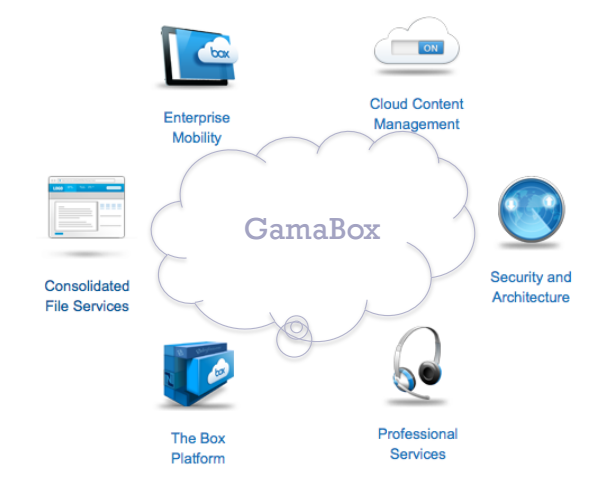 box
ON
Enterprise
Mobility
Cloud Content
Management
GamaBox
Consolidated
File Services
Security and
Architecture
box
The Box
Platform
Professional
Services